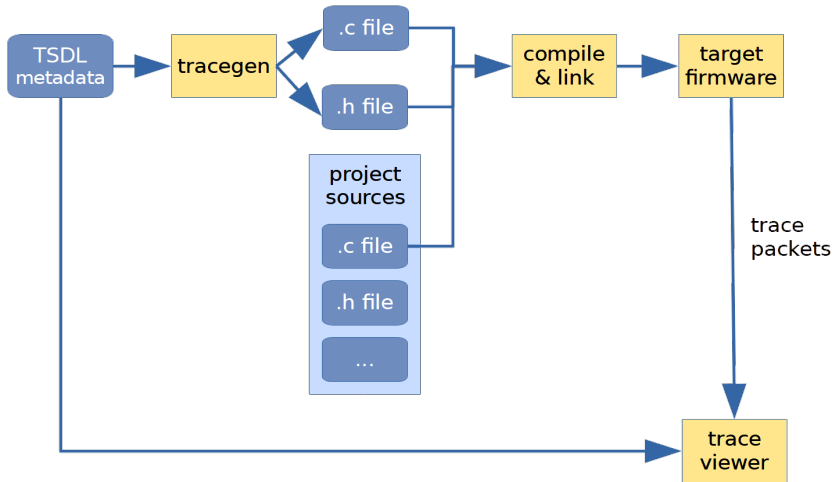 TSDL
metadata
tracegen
.c file
.h file
project
sources
.c file
.h file
...
compile
& link
target
firmware
trace
packets
trace
viewer